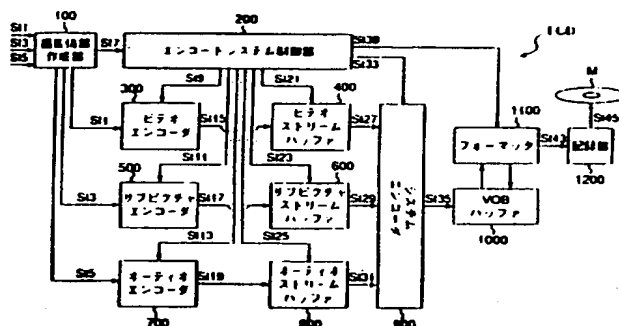 100
200
St1
St3
St5
編集情報
作成部
St7
エンコードシステム制御部
St39
St33
ECD
M
St9
St21
300
400
St1
ビデオ
エンコーダ
St15
ビデオ
ストリーム
バッファ
St27
1100
フォーマッタ
St43
St45
記録部
1200
St11
St23
500
600
St3
サブピクチャ
エンコーダ
St17
サブピクチャ
ストリーム
バッファ
St29
システム
エンコーダ
St35
VOB
バッファ
1000
St13
St25
St5
オーディオ
エンコーダ
St19
オーディオ
ストリーム
バッファ
St31
700
800
900